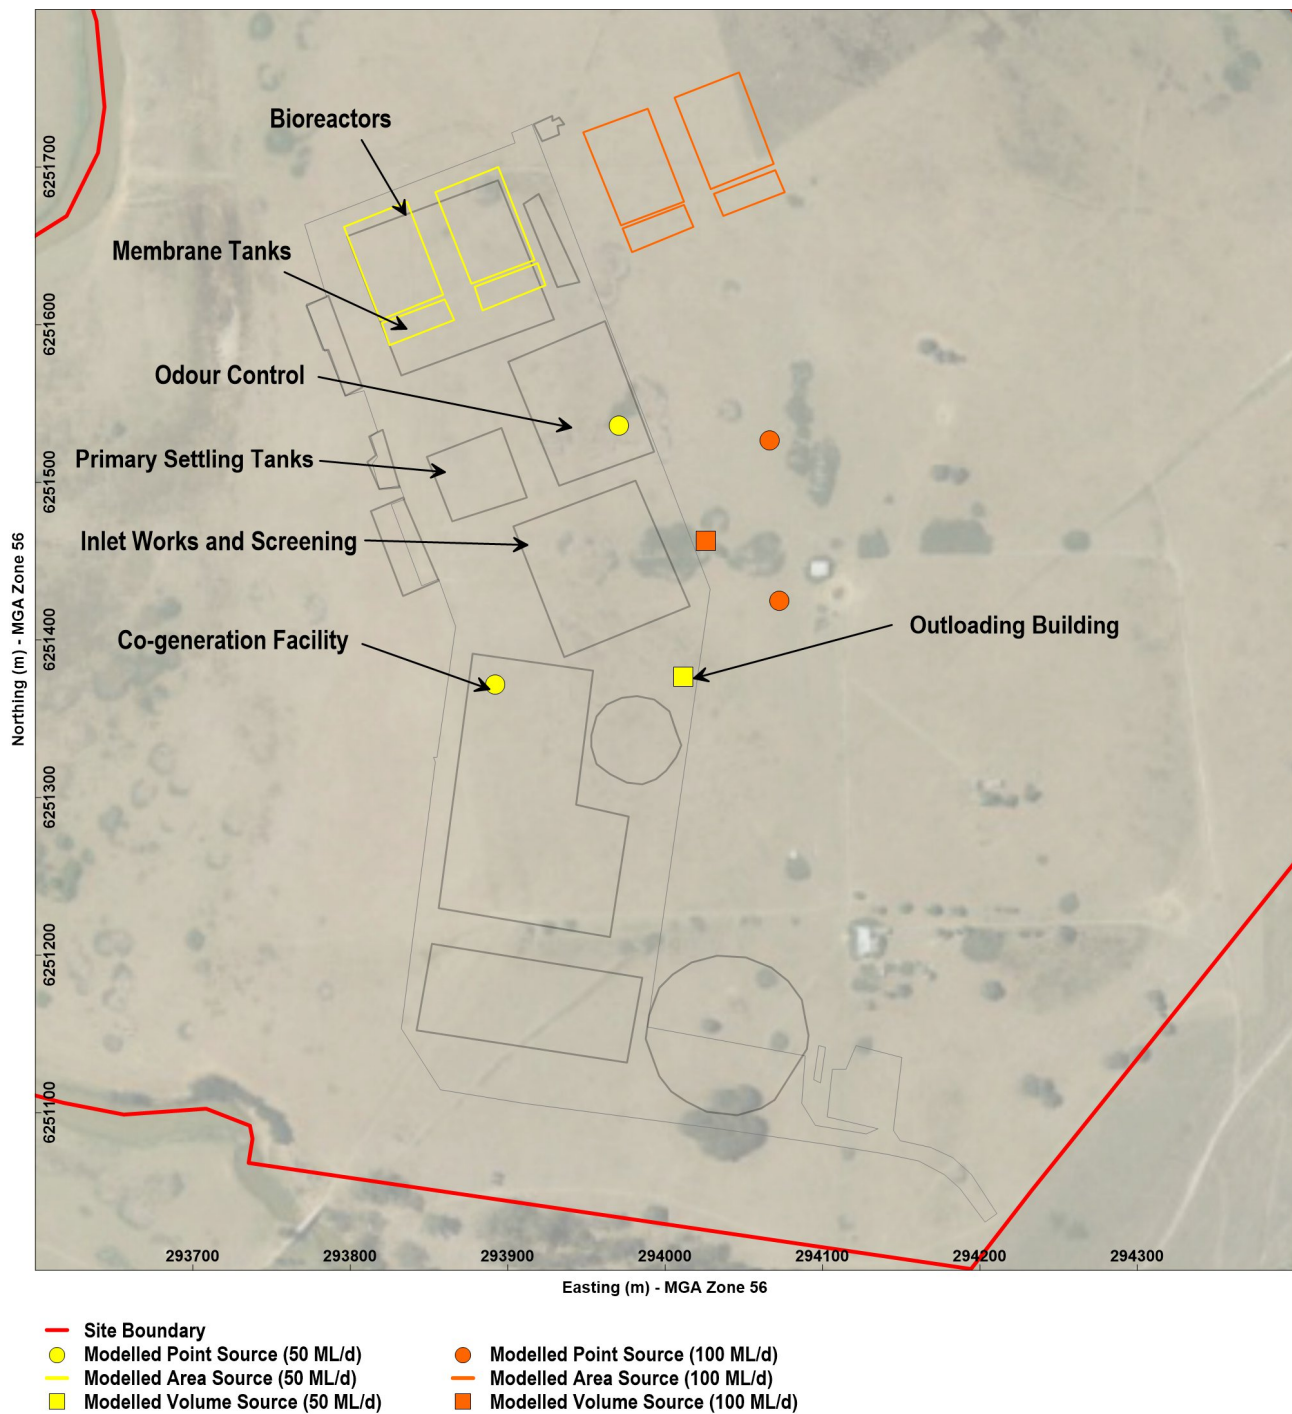 Bioreactors
Membrane Tanks
Odour Control
Primary Settling Tanks
Inlet Works and Screening
Co-generation Facility
Outloading Building
6251700
6251600
6251500
6251400
6251300
6251200
6251100
Northing (m) - MGA Zone 56
293700 293800 293900 294000 294100 294200 294300
Easting (m) - MGA Zone 56
Site Boundary
Modelled Point Source (50 ML/d) Modelled Point Source (100 ML/d)
Modelled Area Source (50 ML/d) Modelled Area Source (100 ML/d)
Modelled Volume Source (50 ML/d) Modelled Volume Source (100 ML/d)